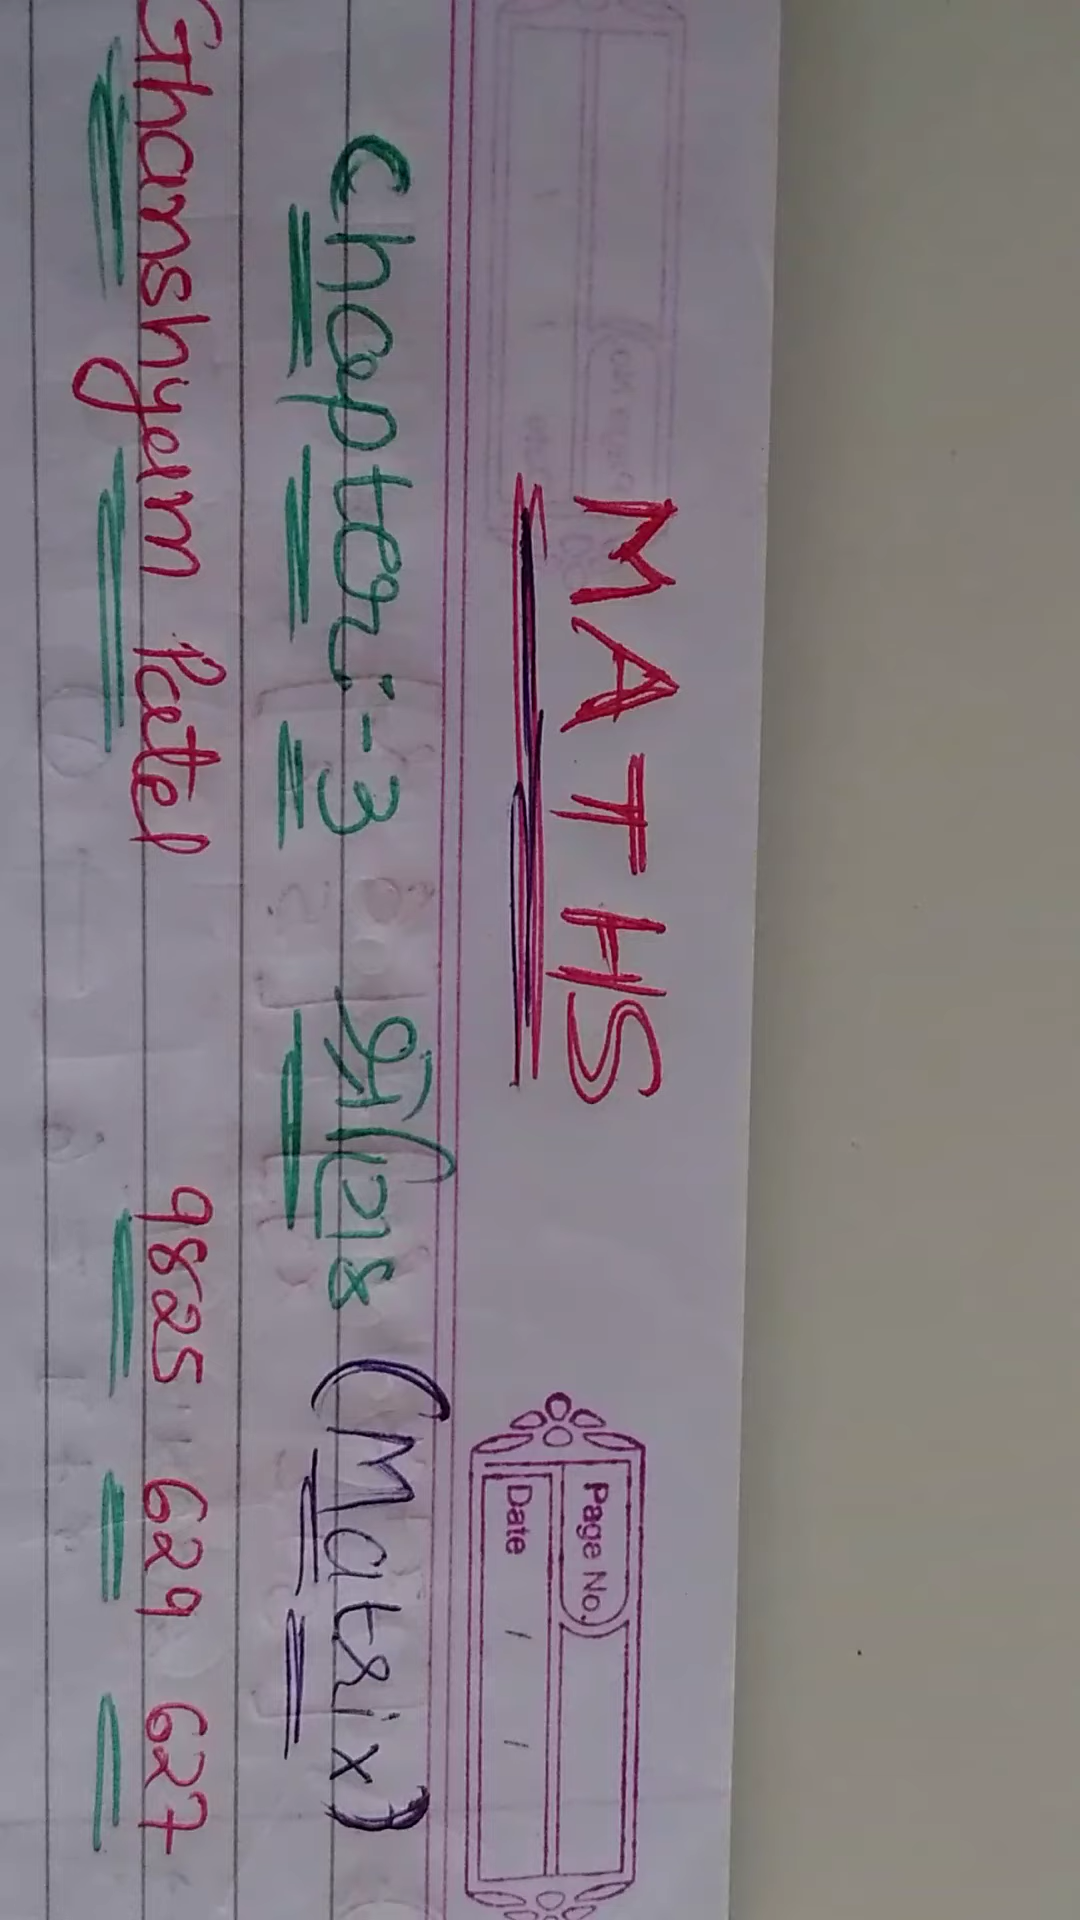 MATHS
Page No.
Date / /
Chapter:-3 શ્રેણિક (Matrix)
Ghanshyam Patel 9825 629 627